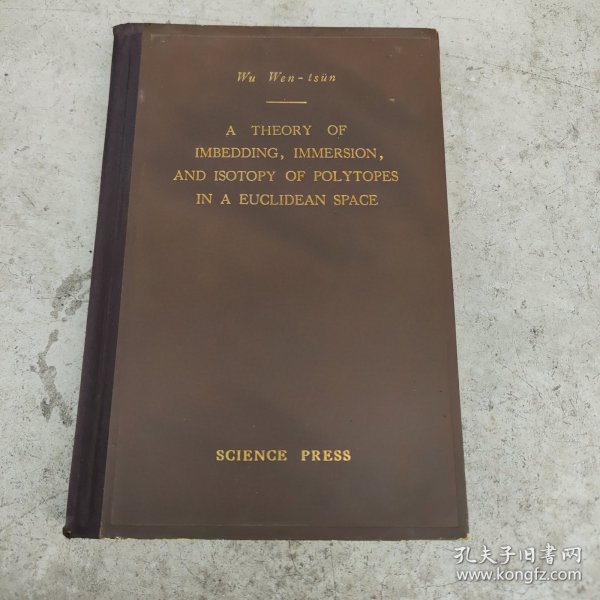 Wu Wen-tsün
A THEORY OF
IMBEDDING, IMMERSION,
AND ISOTOPY OF POLYTOPES
IN A EUCLIDEAN SPACE
SCIENCE PRESS
孔夫子旧书网
www.kongfz.com